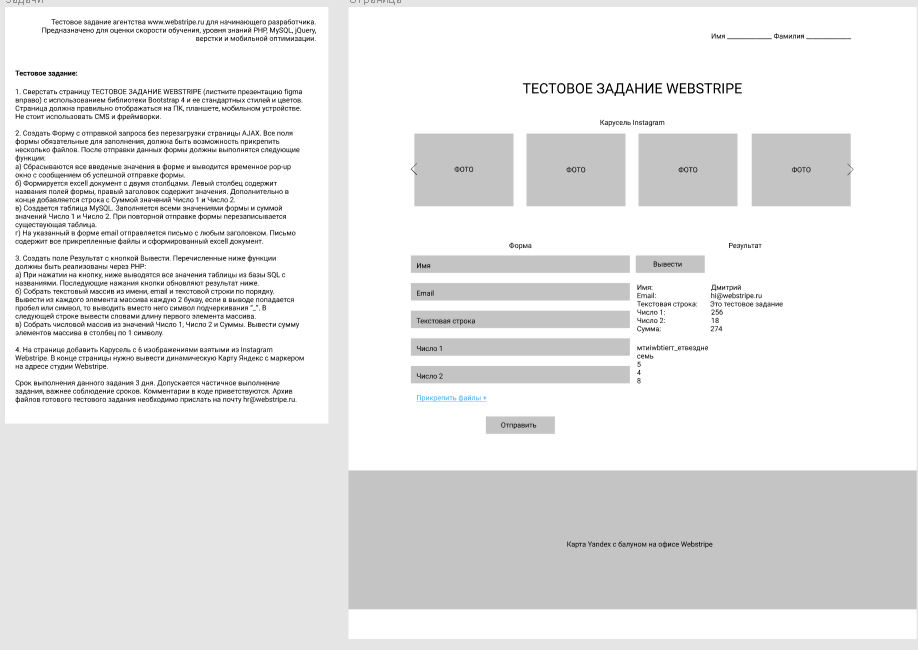 Задачи
Тестовое задание агентства www.webstripe.ru для начинающего разработчика.
Предназначено для оценки скорости обучения, уровня знаний PHP, MySQL, jQuery,
верстки и мобильной оптимизации.
Тестовое задание:
1. Сверстать страницу ТЕСТОВОЕ ЗАДАНИЕ WEBSTRIPE (листните презентацию figma
вправо) с использованием библиотеки Bootstrap 4 и ее стандартных стилей и цветов.
Страница должна правильно отображаться на ПК, планшете, мобильном устройстве.
Не стоит использовать CMS и фреймворки.
2. Создать Форму с отправкой запроса без перезагрузки страницы AJAX. Все поля
формы обязательные для заполнения, должна быть возможность прикрепить
несколько файлов. После отправки данных формы должны выполнятся следующие
функции:
а) Сбрасываются все введеные значения в форме и выводится временное pop-up
окно с сообщением об успешной отправке формы.
б) Формируется excell документ с двумя столбцами. Левый столбец содержит
названия полей формы, правый заголовок содержит значения. Дополнительно в
конце добавляется строка с Суммой значений Число 1 и Число 2.
в) Создается таблица MySQL. Заполняется всеми значениями формы и суммой
значений Число 1 и Число 2. При повторной отправке формы перезаписывается
существующая таблица.
г) На указанный в форме email отправляется письмо с любым заголовком. Письмо
содержит все прикрепленные файлы и сформированный excell документ.
3. Создать поле Результат с кнопкой Вывести. Перечисленные ниже функции
должны быть реализованы через PHP:
а) При нажатии на кнопку, ниже выводятся все значения таблицы из базы SQL с
названиями. Последующие нажания кнопки обновляют результат ниже.
б) Собрать текстовый массив из имени, email и текстовой строки по порядку.
Вывести из каждого элемента массива каждую 2 букву, если в выводе попадается
пробел или символ, то выводить вместо него символ подчеркивания "_". В
следующей строке вывести словами длину первого элемента массива.
в) Собрать числовой массив из значений Число 1, Число 2 и Суммы. Вывести сумму
элементов массива в столбец по 1 символу.
4. На странице добавить Карусель с 6 изображениями взятыми из Instagram
Webstripe. В конце страницы нужно вывести динамическую Карту Яндекс с маркером
на адресе студии Webstripe.
Срок выполнения данного задания 3 дня. Допускается частичное выполнение
задания, важнее соблюдение сроков. Комментарии в коде приветствуются. Архив
файлов готового тестового задания необходимо прислать на почту hr@webstripe.ru.
Страница
Имя ____________ Фамилия ____________
ТЕСТОВОЕ ЗАДАНИЕ WEBSTRIPE
Карусель Instagram
ФОТО ФОТО ФОТО ФОТО
Форма
Имя
Email
Текстовая строка
Число 1
Число 2
Прикрепить файлы +
Отправить
Результат
Вывести
Имя: Дмитрий
Email: hi@webstripe.ru
Текстовая строка: Это тестовое задание
Число 1: 256
Число 2: 18
Сумма: 274
мтиiwbtierr_етвезднe
семь
5
4
8
Карта Yandex с балуном на офисе Webstripe